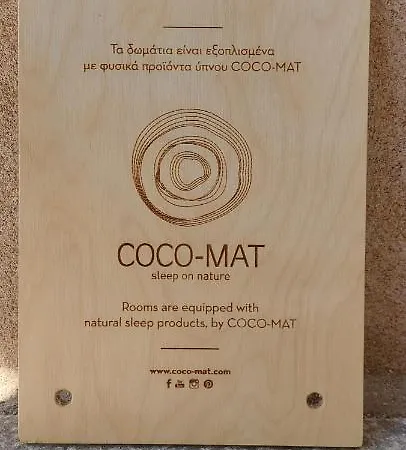 Τα δωμάτια είναι εξοπλισμένα
με φυσικά προϊόντα ύπνου COCO-MAT
COCO-MAT
sleep on nature
Rooms are equipped with
natural sleep products, by COCO-MAT
www.coco-mat.com